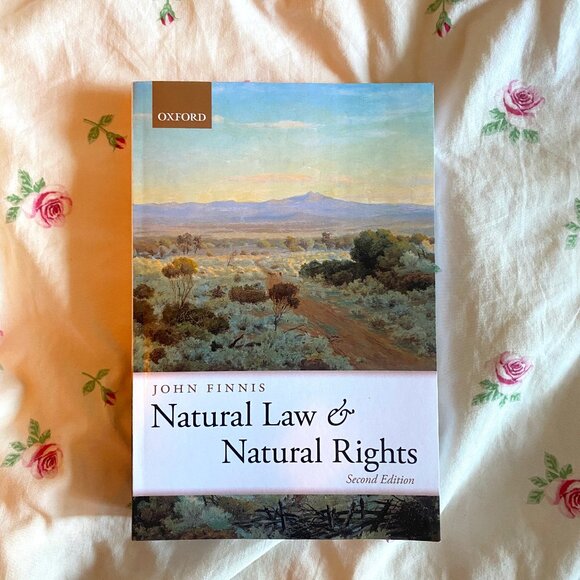 OXFORD
JOHN FINNIS
Natural Law &
Natural Rights
Second Edition